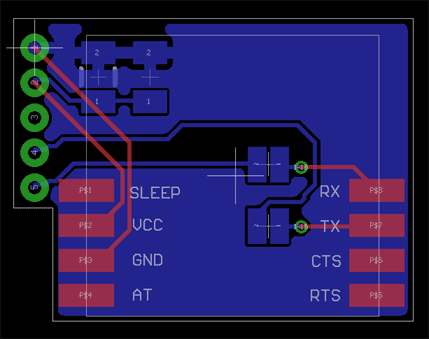 1
2 2
2
1 1
3
4
1 2
5
P$1 SLEEP RX P$8
1 2
P$2 VCC TX P$7
P$3 GND CTS P$6
P$4 AT RTS P$5